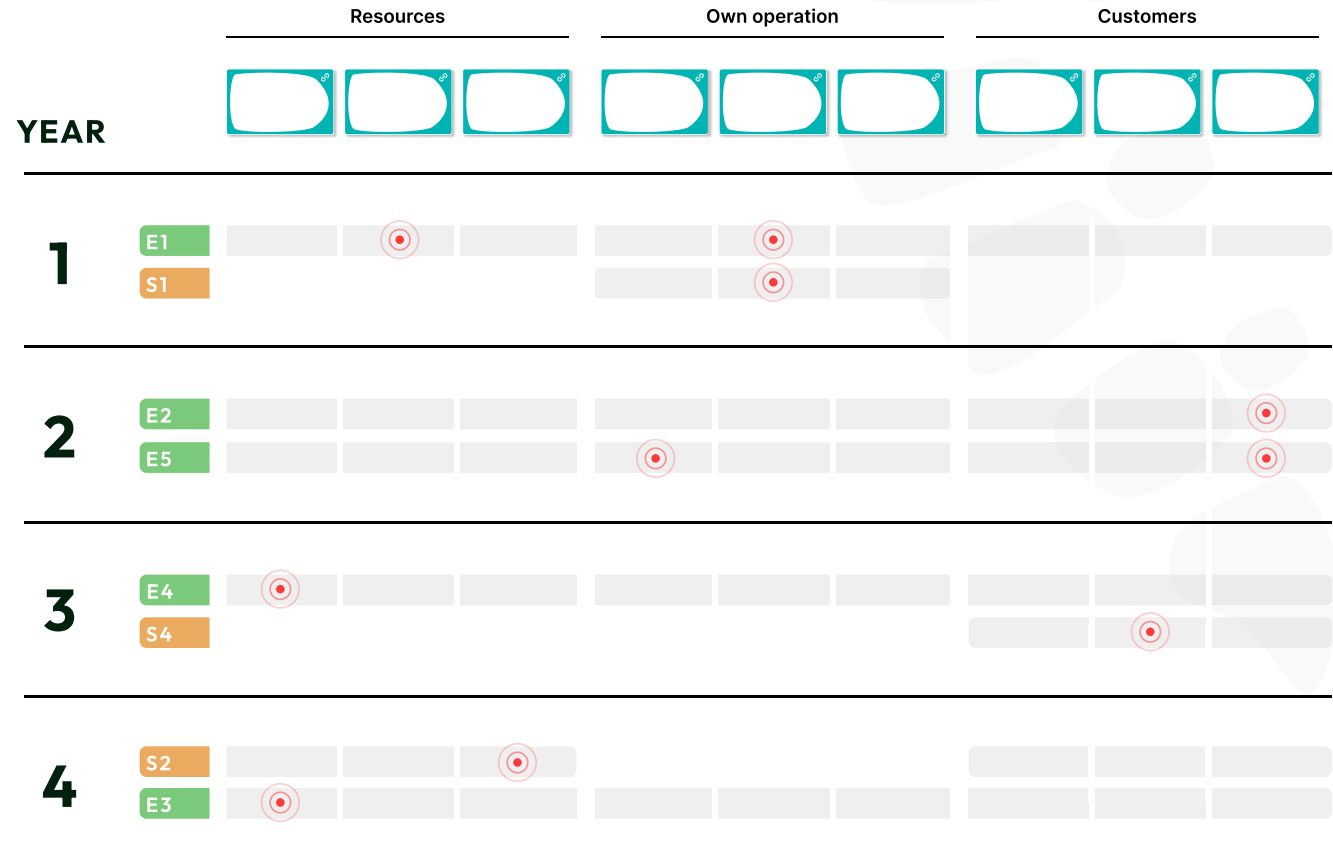 Resources
Own operation
Customers
YEAR
1
E1
S1
2
E2
E5
3
E4
S4
4
S2
E3